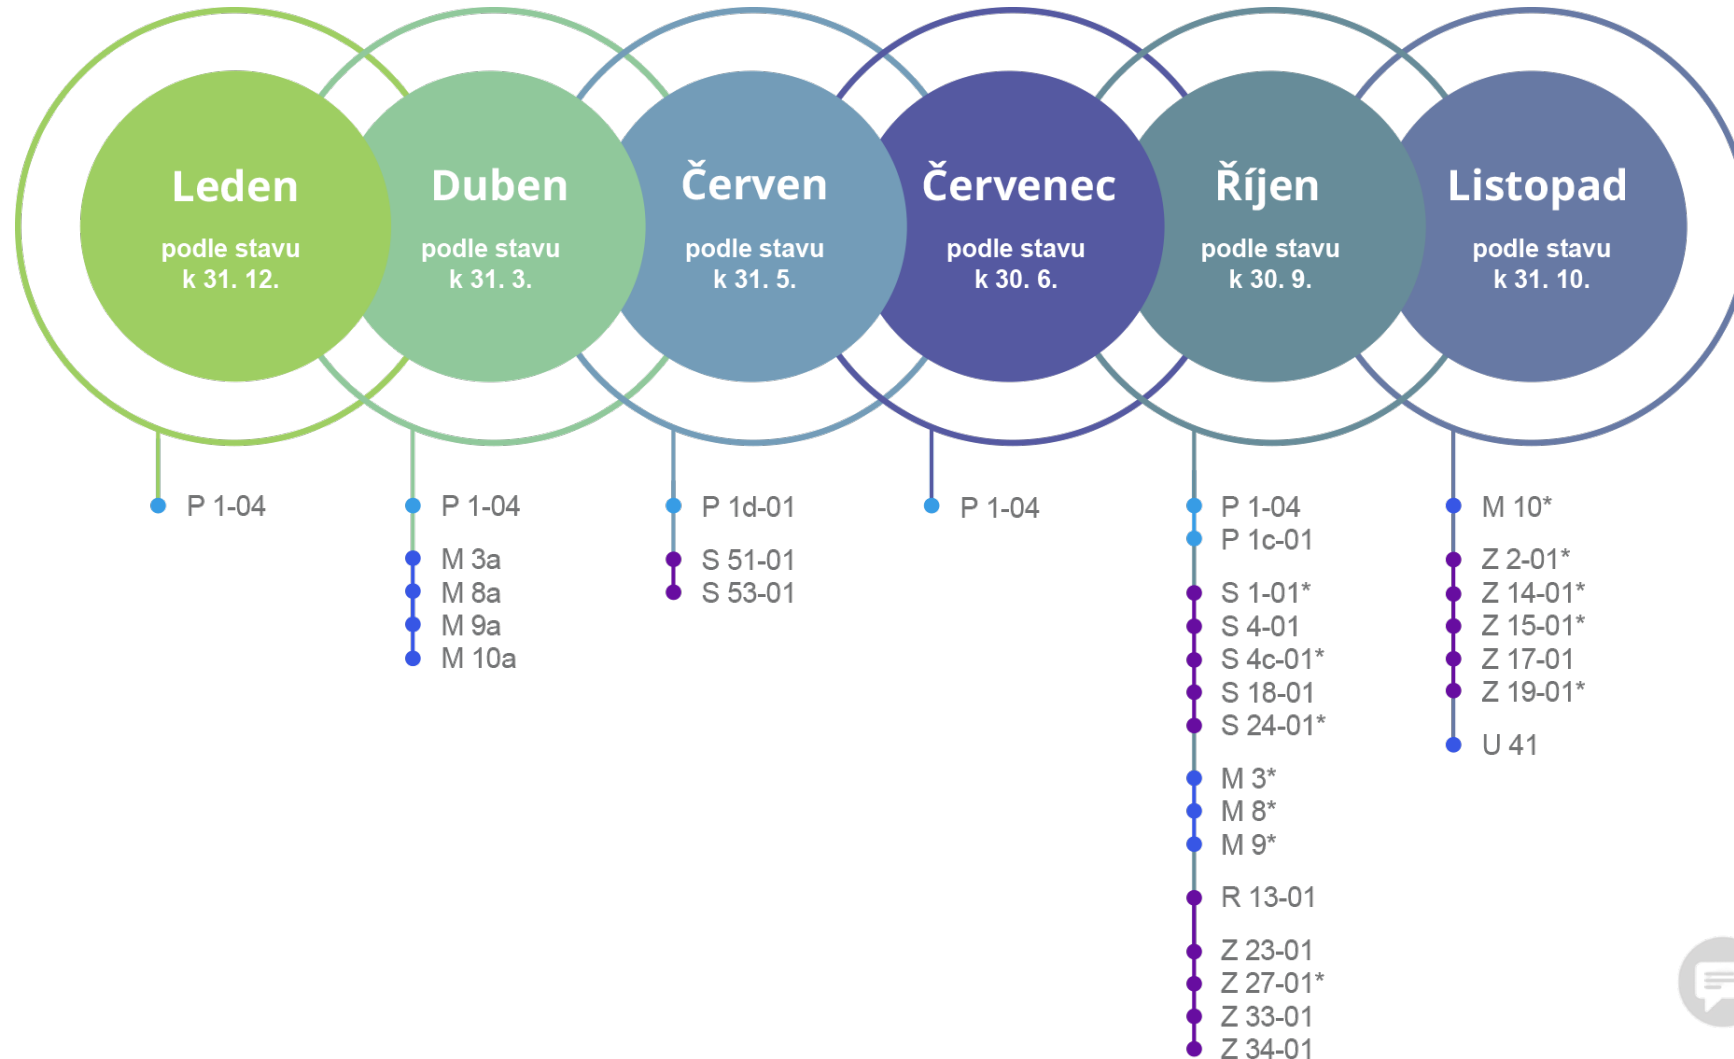 Leden
podle stavu
k 31. 12.
Duben
podle stavu
k 31. 3.
Červen
podle stavu
k 31. 5.
Červenec
podle stavu
k 30. 6.
Říjen
podle stavu
k 30. 9.
Listopad
podle stavu
k 31. 10.
P 1-04
P 1-04
M 3a
M 8a
M 9a
M 10a
P 1d-01
S 51-01
S 53-01
P 1-04
P 1-04
P 1c-01
S 1-01*
S 4-01
S 4c-01*
S 18-01
S 24-01*
M 3*
M 8*
M 9*
R 13-01
Z 23-01
Z 27-01*
Z 33-01
Z 34-01
M 10*
Z 2-01*
Z 14-01*
Z 15-01*
Z 17-01
Z 19-01*
U 41